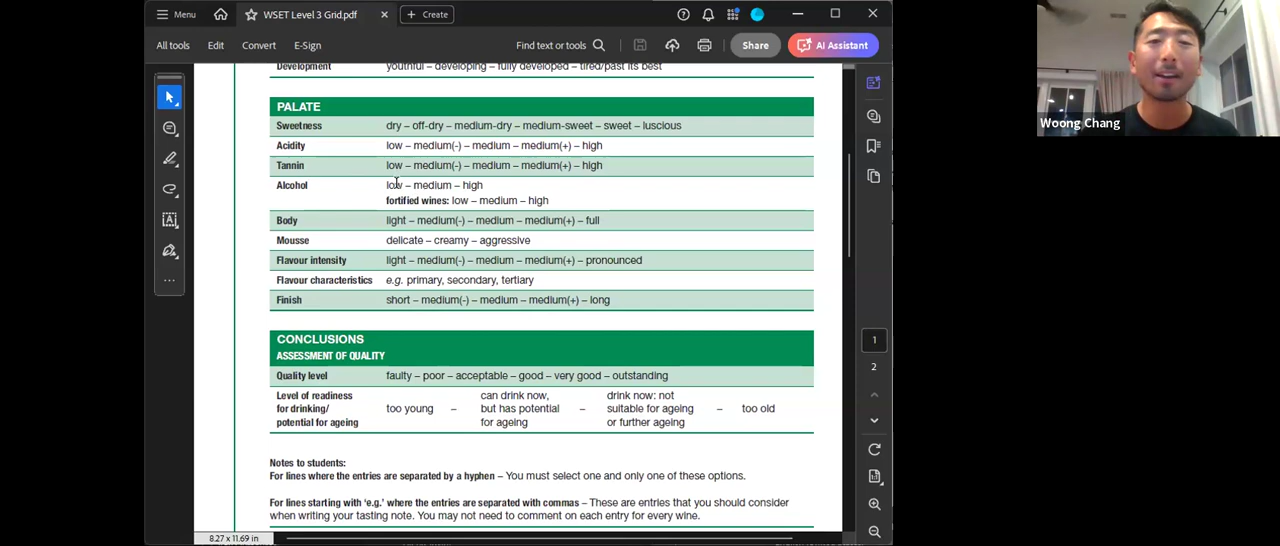 Menu
WSET Level 3 Grid.pdf
+ Create
All tools
Edit
Convert
E-Sign
Find text or tools
Share
AI Assistant
Woong Chang
Development youthful – developing – fully developed – tired/past its best
PALATE
Sweetness dry – off-dry – medium-dry – medium-sweet – sweet – luscious
Acidity low – medium(-) – medium – medium(+) – high
Tannin low – medium(-) – medium – medium(+) – high
Alcohol low – medium – high
fortified wines: low – medium – high
Body light – medium(-) – medium – medium(+) – full
Mousse delicate – creamy – aggressive
Flavour intensity light – medium(-) – medium – medium(+) – pronounced
Flavour characteristics e.g. primary, secondary, tertiary
Finish short – medium(-) – medium – medium(+) – long
CONCLUSIONS
ASSESSMENT OF QUALITY
Quality level faulty – poor – acceptable – good – very good – outstanding
Level of readiness can drink now, drink now: not
for drinking/ too young – but has potential – suitable for ageing – too old
potential for ageing for ageing or further ageing
Notes to students:
For lines where the entries are separated by a hyphen – You must select one and only one of these options.
For lines starting with 'e.g.' where the entries are separated with commas – These are entries that you should consider
when writing your tasting note. You may not need to comment on each entry for every wine.
8.27 x 11.69 in
1
2